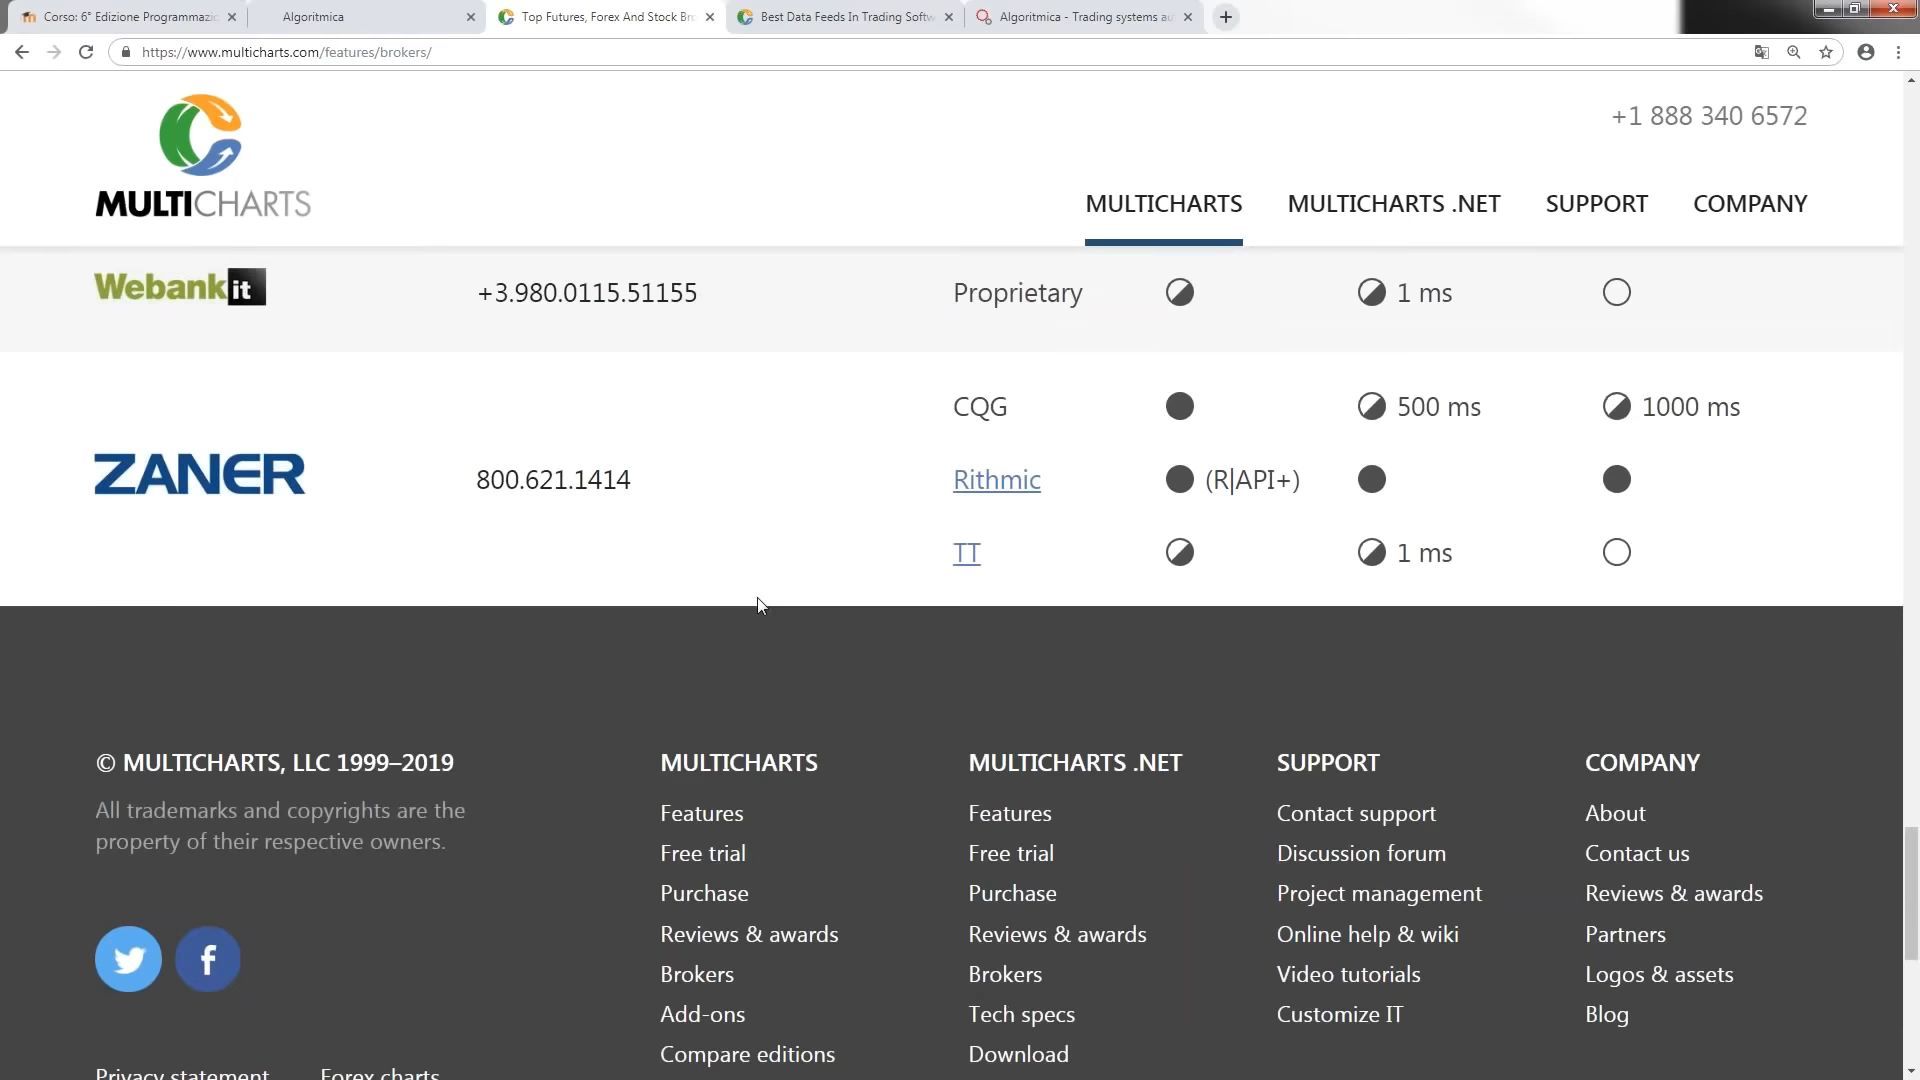 Corso: 6° Edizione Programmazic
Algoritmica
Top Futures, Forex And Stock Bro
Best Data Feeds In Trading Softw
Algoritmica - Trading systems au
https://www.multicharts.com/features/brokers/
+1 888 340 6572
MULTICHARTS
MULTICHARTS
MULTICHARTS .NET
SUPPORT
COMPANY
Webank it
+3.980.0115.51155
Proprietary
1 ms
CQG
500 ms
1000 ms
ZANER
800.621.1414
Rithmic
(R|API+)
TT
1 ms
© MULTICHARTS, LLC 1999–2019
All trademarks and copyrights are the
property of their respective owners.
MULTICHARTS
Features
Free trial
Purchase
Reviews & awards
Brokers
Add-ons
Compare editions
MULTICHARTS .NET
Features
Free trial
Purchase
Reviews & awards
Brokers
Tech specs
Download
SUPPORT
Contact support
Discussion forum
Project management
Online help & wiki
Video tutorials
Customize IT
COMPANY
About
Contact us
Reviews & awards
Partners
Logos & assets
Blog
Privacy statement
Forex charts